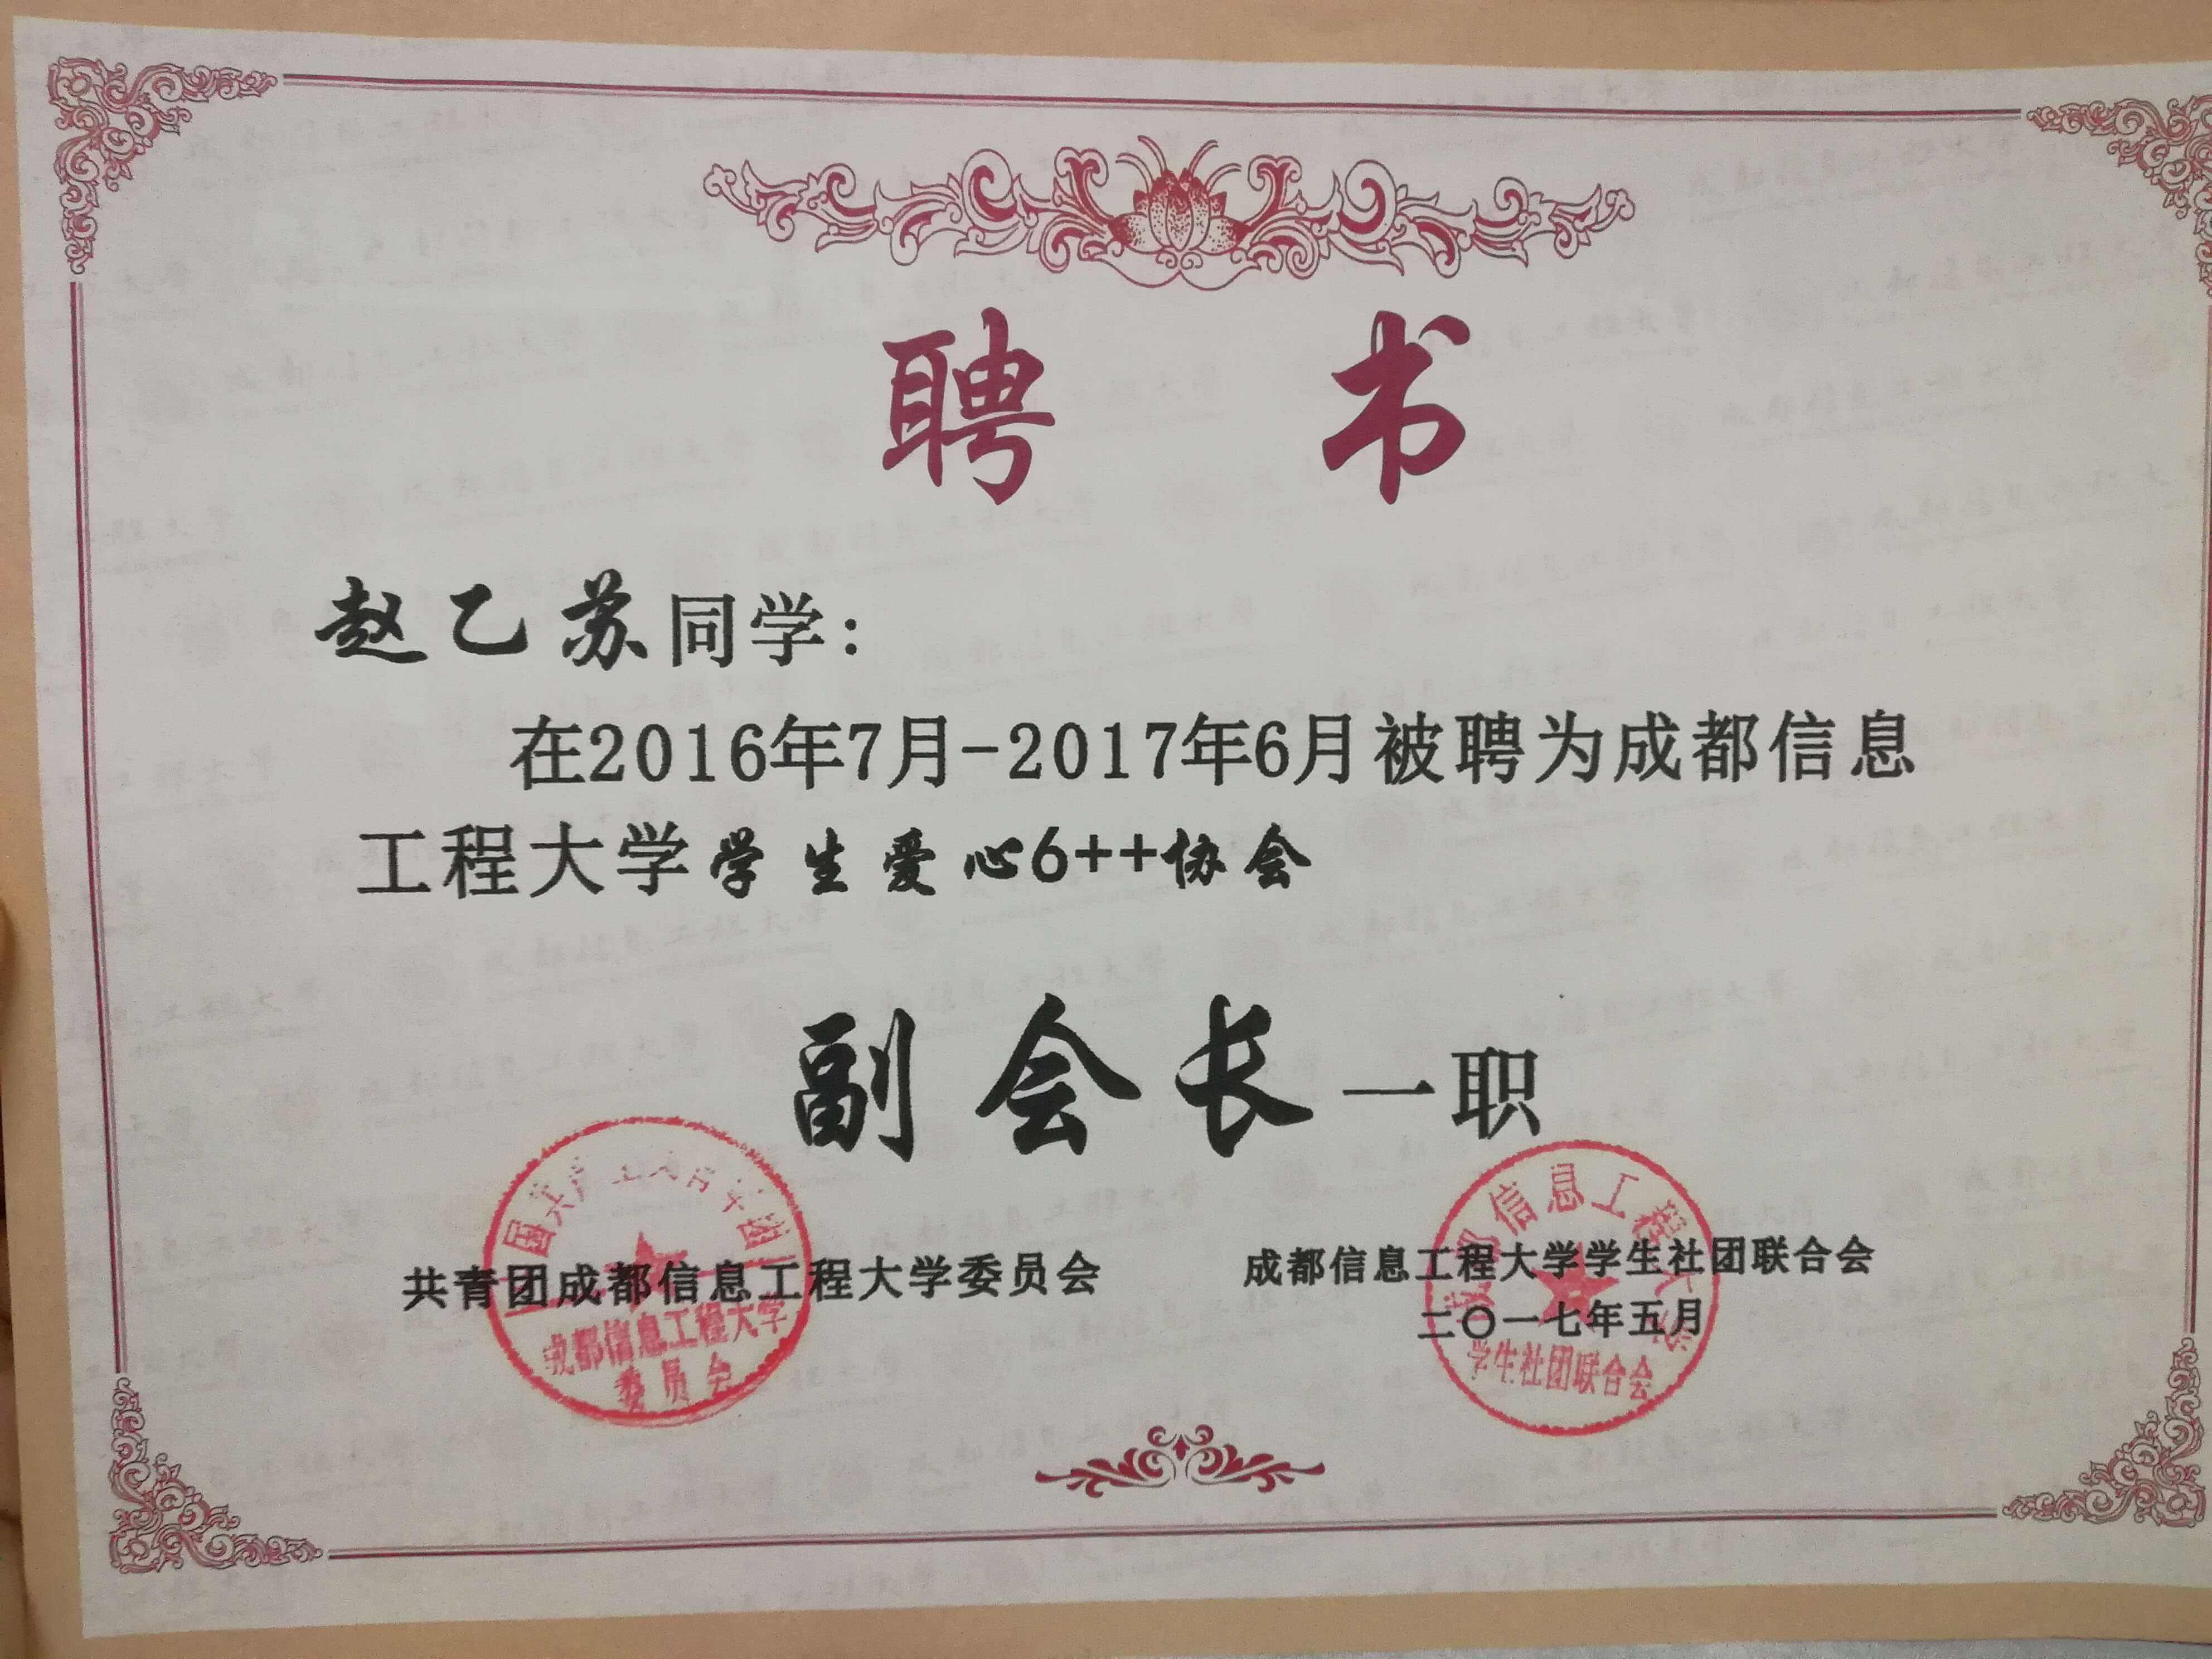 聘 书
赵乙苏同学：
在2016年7月-2017年6月被聘为成都信息
工程大学学生爱心6++协会
副会长一职
共青团成都信息工程大学委员会
成都信息工程大学学生社团联合会
二〇一七年五月
成都信息工程大学
委员会
成都信息工程大学
学生社团联合会